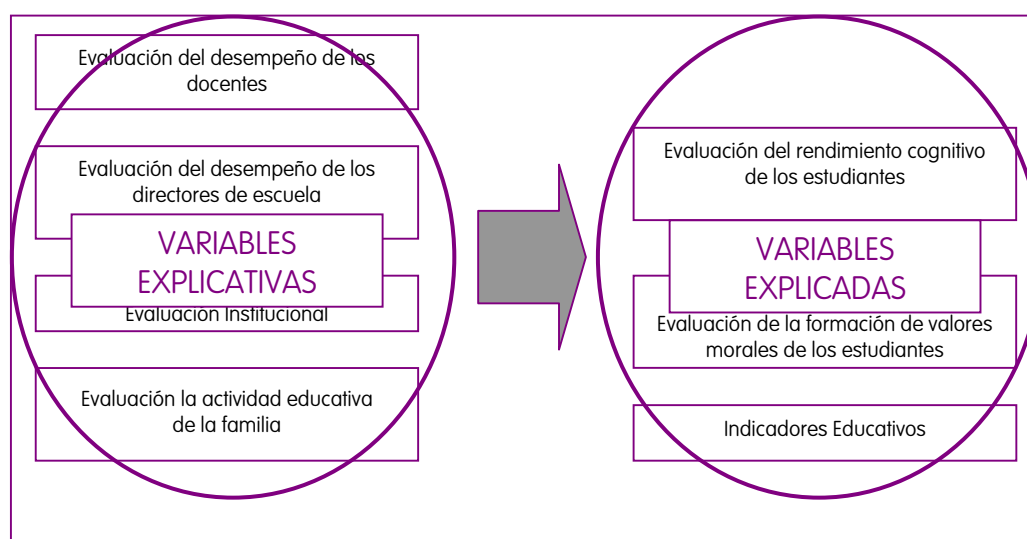 Evaluación del desempeño de los
docentes
Evaluación del desempeño de los
directores de escuela
VARIABLES
EXPLICATIVAS
Evaluación Institucional
Evaluación la actividad educativa
de la familia
Evaluación del rendimiento cognitivo
de los estudiantes
VARIABLES
EXPLICADAS
Evaluación de la formación de valores
morales de los estudiantes
Indicadores Educativos